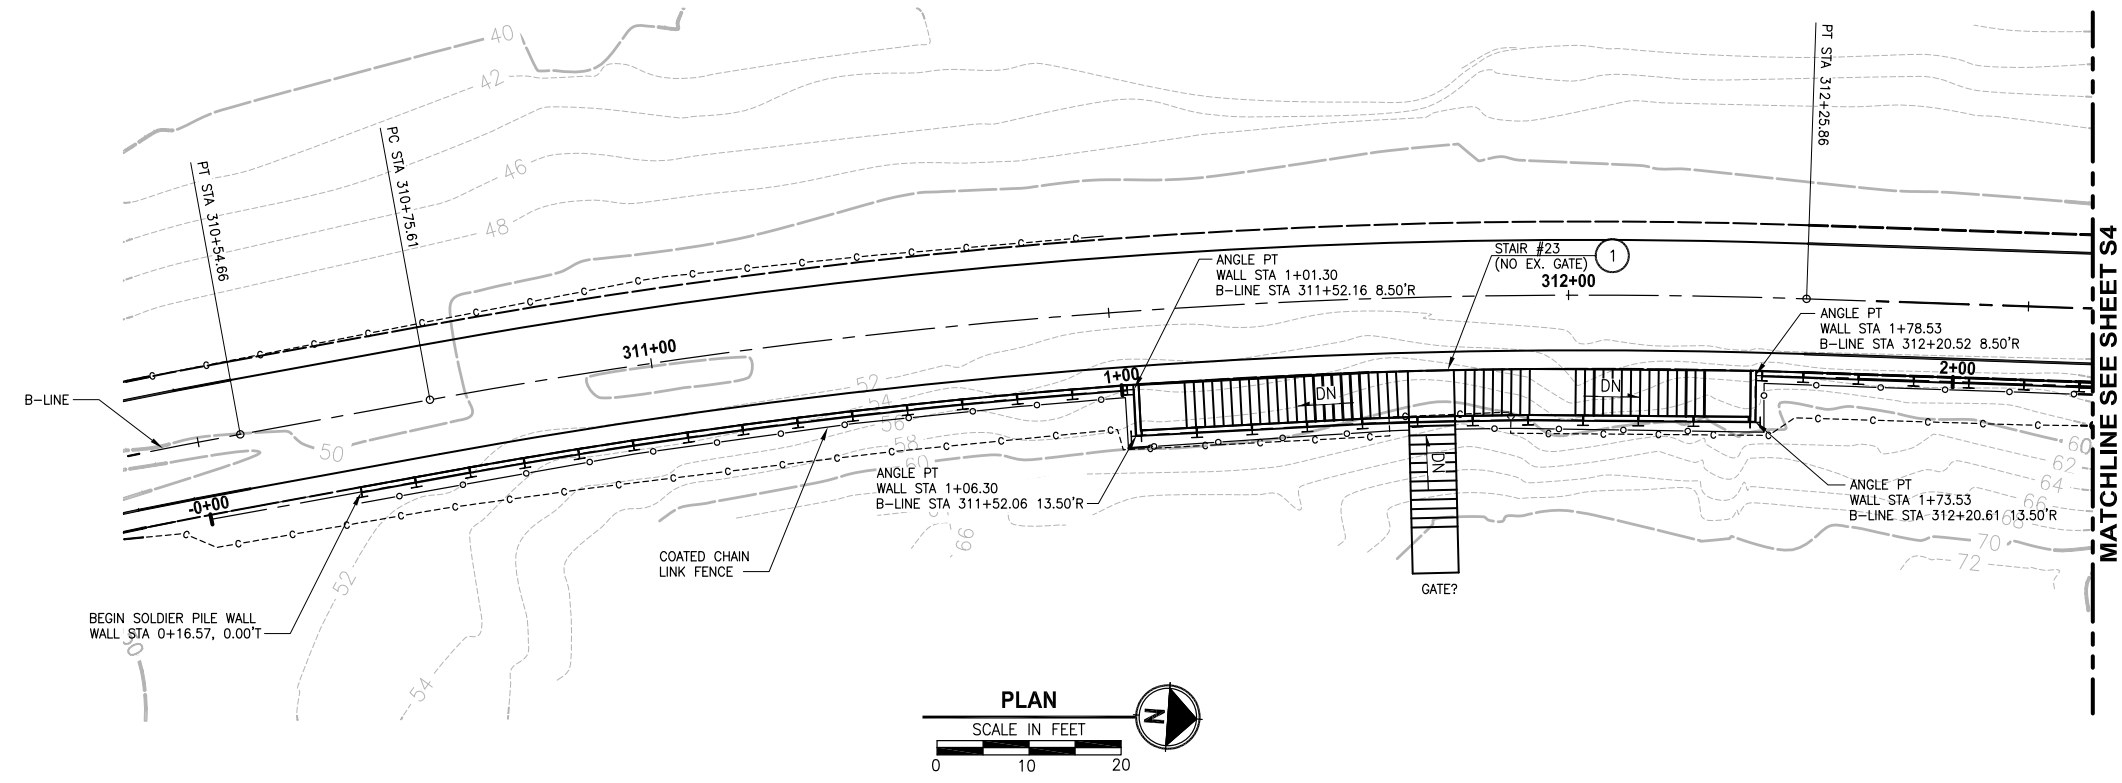 40
42
46
48
PT STA 310+54.66
PC STA 310+75.61
PT STA 312+25.86
STAIR #23
(NO EX. GATE)
1
ANGLE PT
WALL STA 1+01.30
B-LINE STA 311+52.16 8.50'R
312+00
ANGLE PT
WALL STA 1+78.53
B-LINE STA 312+20.52 8.50'R
311+00
1+00
2+00
B-LINE
52
54
56
58
60
DN
DN
DN
50
-0+00
ANGLE PT
WALL STA 1+06.30
B-LINE STA 311+52.06 13.50'R
60
62
64
66
68
70
72
ANGLE PT
WALL STA 1+73.53
B-LINE STA 312+20.61 13.50'R
66
COATED CHAIN
LINK FENCE
GATE?
52
54
BEGIN SOLDIER PILE WALL
WALL STA 0+16.57, 0.00'T
50
MATCHLINE SEE SHEET S4
PLAN
N
SCALE IN FEET
0 10 20